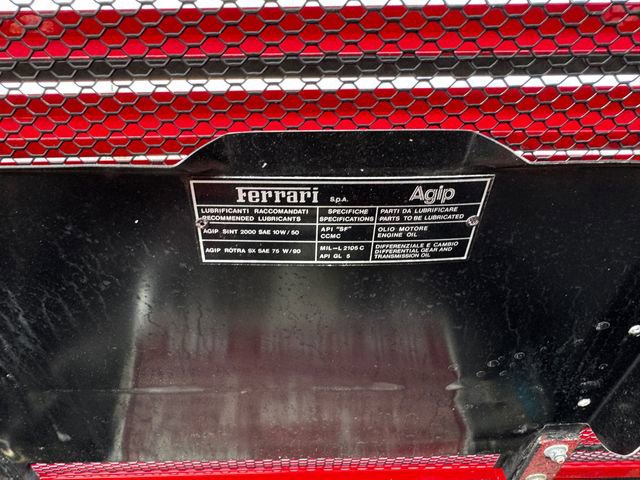 Ferrari S.p.A. Agip
LUBRIFICANTI RACCOMANDATI SPECIFICHE PARTI DA LUBRIFICARE
RECOMMENDED LUBRICANTS SPECIFICATIONS PARTS TO BE LUBRICATED
AGIP SINT 2000 SAE 10W/50 API "SF" OLIO MOTORE
CCMC ENGINE OIL
AGIP ROTRA SX SAE 75 W/90 MIL-L 2105 C DIFFERENZIALE E CAMBIO
API GL 5 DIFFERENTIAL GEAR AND
TRANSMISSION OIL